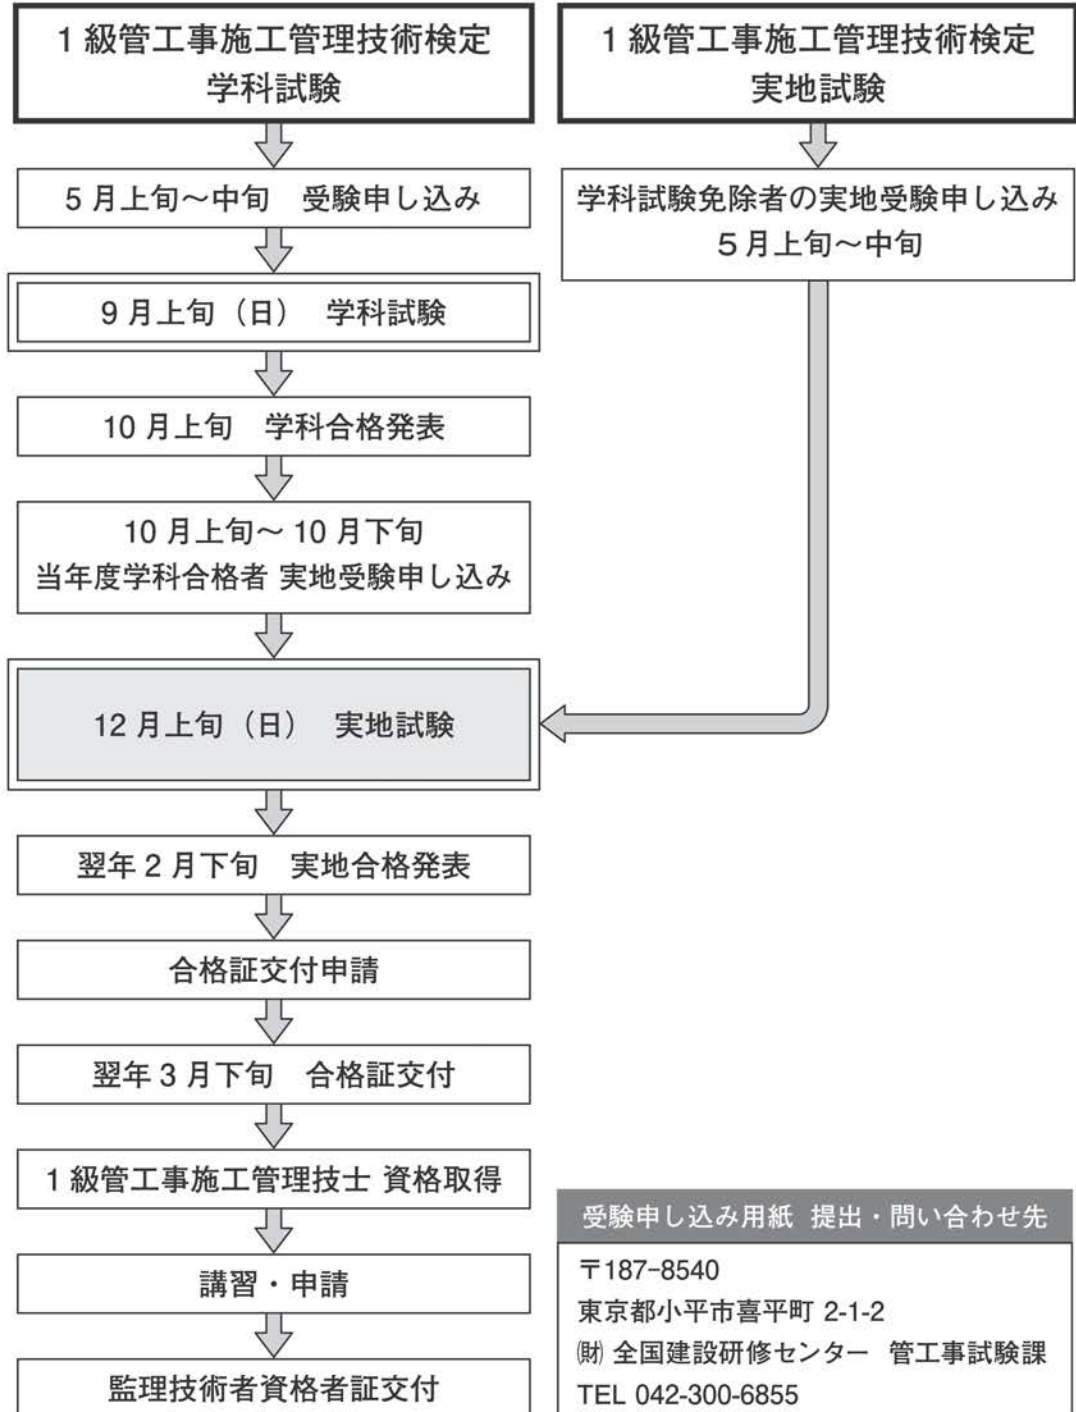 1 級管工事施工管理技術検定
学科試験
5 月上旬～中旬　受験申し込み
9 月上旬（日）　学科試験
10 月上旬　学科合格発表
10 月上旬～ 10 月下旬
当年度学科合格者 実地受験申し込み
12 月上旬（日）　実地試験
翌年 2 月下旬　実地合格発表
合格証交付申請
翌年 3 月下旬　合格証交付
1 級管工事施工管理技士 資格取得
講習・申請
監理技術者資格者証交付
1 級管工事施工管理技術検定
実地試験
学科試験免除者の実地受験申し込み
5 月上旬～中旬
受験申し込み用紙 提出・問い合わせ先
〒187-8540
東京都小平市喜平町 2-1-2
㈶ 全国建設研修センター 管工事試験課
TEL 042-300-6855